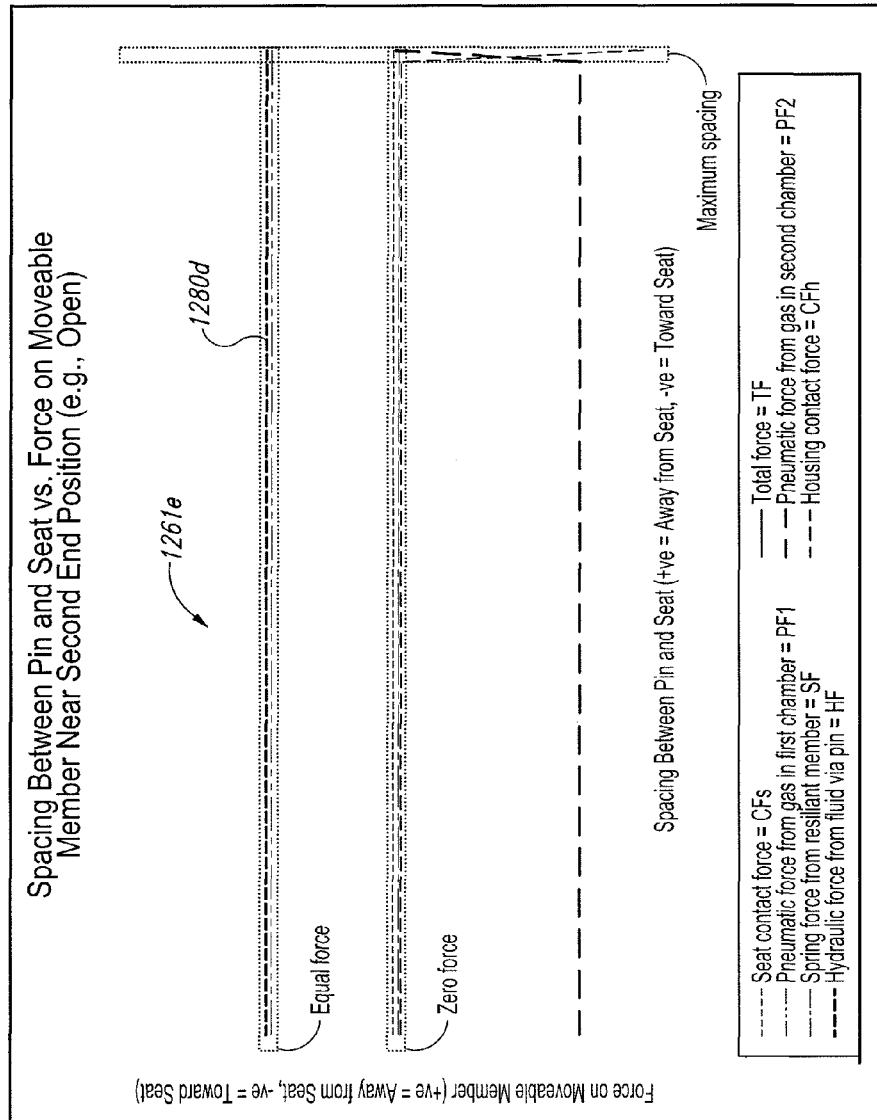 Spacing Between Pin and Seat vs. Force on Moveable
Member Near Second End Position (e.g., Open)
1261e
1280d
Equal force
Zero force
Force on Moveable Member (+ve = Away from Seat, -ve = Toward Seat)
Spacing Between Pin and Seat (+ve = Away from Seat, -ve = Toward Seat)
Maximum spacing
Seat contact force = CFs
Pneumatic force from gas in first chamber = PF1
Spring force from resiliant member = SF
Hydraulic force from fluid via pin = HF
Total force = TF
Pneumatic force from gas in second chamber = PF2
Housing contact force = CFh